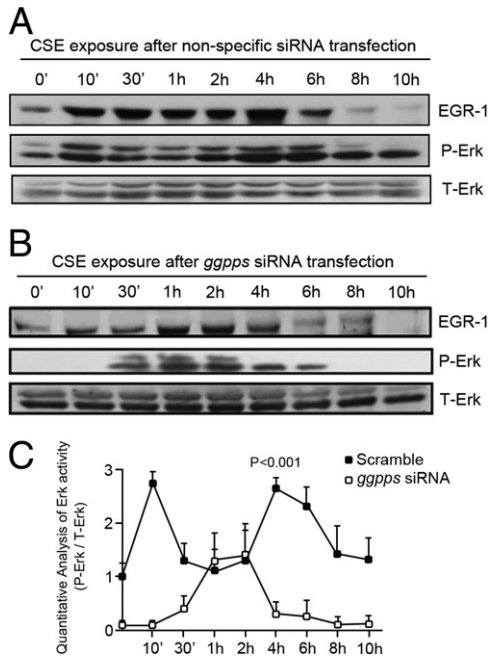 A
CSE exposure after non-specific siRNA transfection
0' 10' 30' 1h 2h 4h 6h 8h 10h
EGR-1
P-Erk
T-Erk
B
CSE exposure after ggpps siRNA transfection
0' 10' 30' 1h 2h 4h 6h 8h 10h
EGR-1
P-Erk
T-Erk
C
Quantitative Analysis of Erk activity
(P-Erk / T-Erk)
3
2
1
0
P<0.001
Scramble
ggpps siRNA
10' 30' 1h 2h 4h 6h 8h 10h